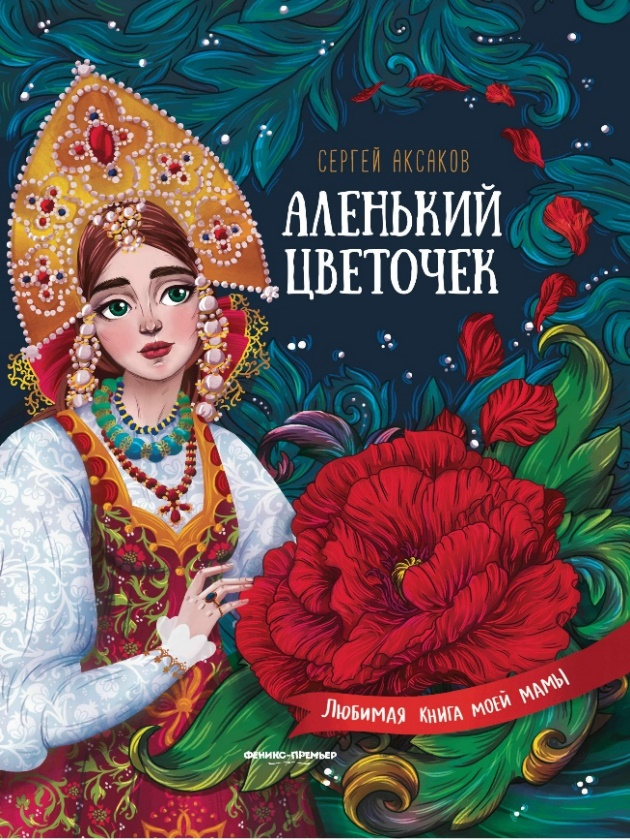 СЕРГЕЙ АКСАКОВ
АЛЕНЬКИЙ
ЦВЕТОЧЕК
ЛЮБИМАЯ КНИГА МОЕЙ МАМЫ
ФЕНИКС-ПРЕМЬЕР